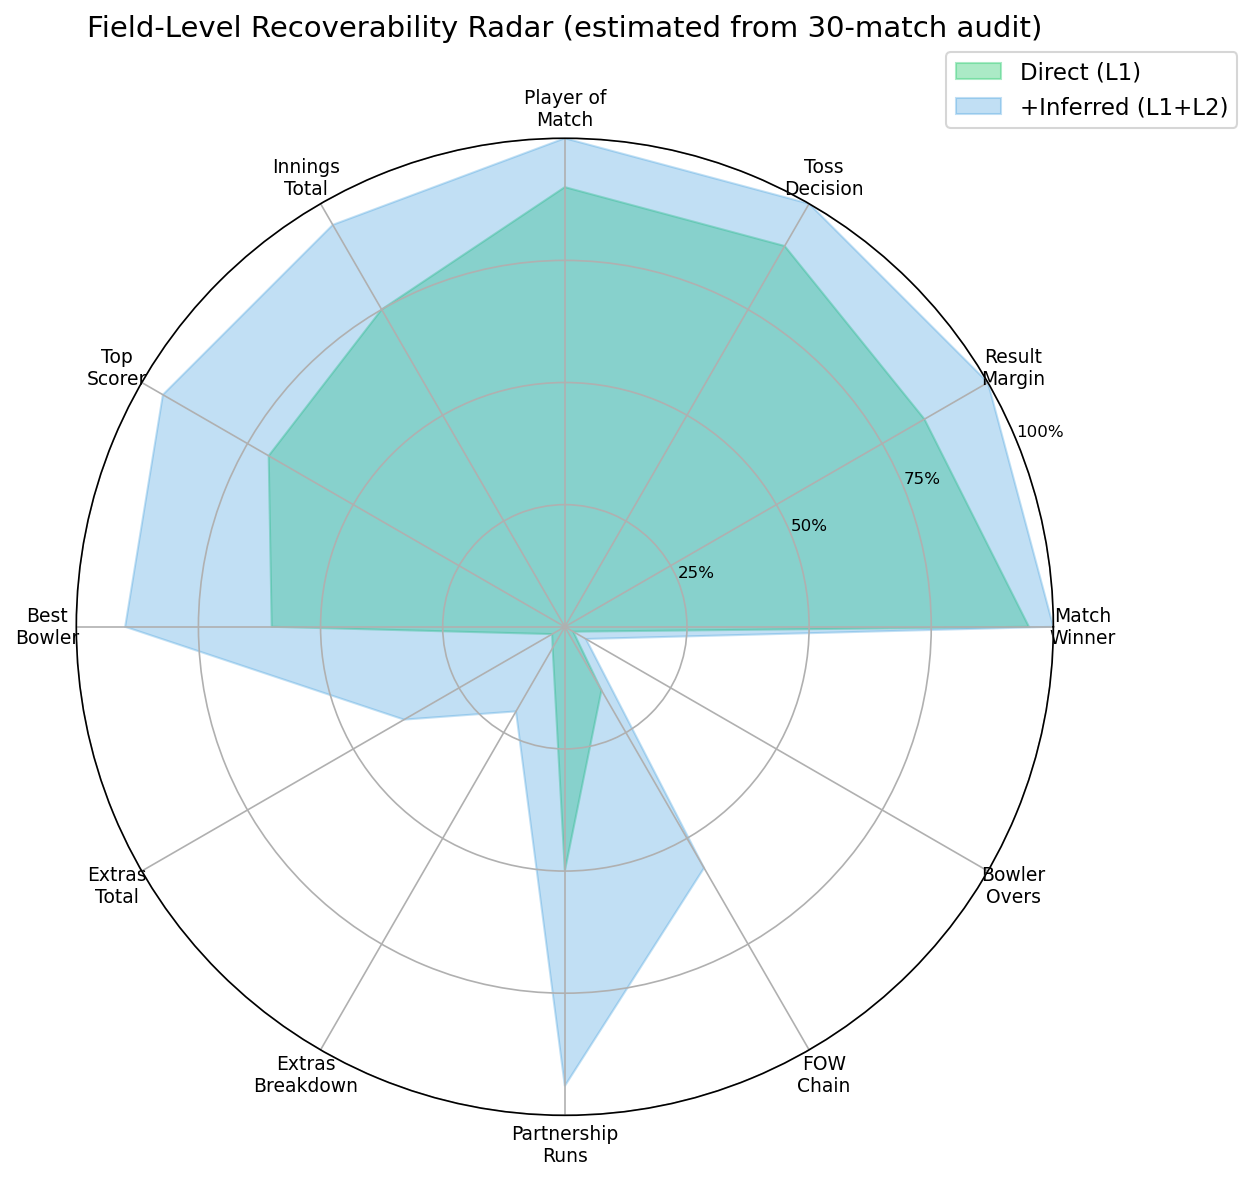 Field-Level Recoverability Radar (estimated from 30-match audit)
Direct (L1)
+Inferred (L1+L2)
Player of
Match
Innings
Total
Toss
Decision
Top
Scorer
Result
Margin
100%
75%
50%
25%
Best
Bowler
Match
Winner
Extras
Total
Bowler
Overs
Extras
Breakdown
FOW
Chain
Partnership
Runs